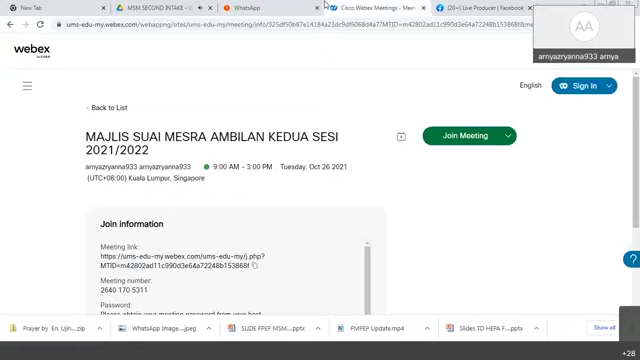 New Tab
MSM SECOND INTAKE -
WhatsApp
Cisco Webex Meetings - Meet
(20+) Live Producer | Facebook
ums-edu-my.webex.com/webappng/sites/ums-edu-my/meeting/info/325df50b87e14184a23dc9df6068d4a7?MTID=m42802ad11c990d3e64a72248b153868f&me
AA
arnyazryanna933 arnya
webex
by CISCO
English
Sign In
Back to List
MAJLIS SUAI MESRA AMBILAN KEDUA SESI
2021/2022
Join Meeting
arnyazryanna933 arnyazryanna933
9:00 AM - 3:00 PM
Tuesday, Oct 26 2021
(UTC+08:00) Kuala Lumpur, Singapore
Join information
Meeting link:
https://ums-edu-my.webex.com/ums-edu-my/j.php?
MTID=m42802ad11c990d3e64a72248b153868f
Meeting number:
2640 170 5311
Password:
Please obtain your meeting password from your host.
Prayer by En. Ujin....zip
WhatsApp Image....jpeg
SLIDE FPEP MSM....pptx
PMPEP Update.mp4
Slides TD HEPA F....pptx
Show all
+28